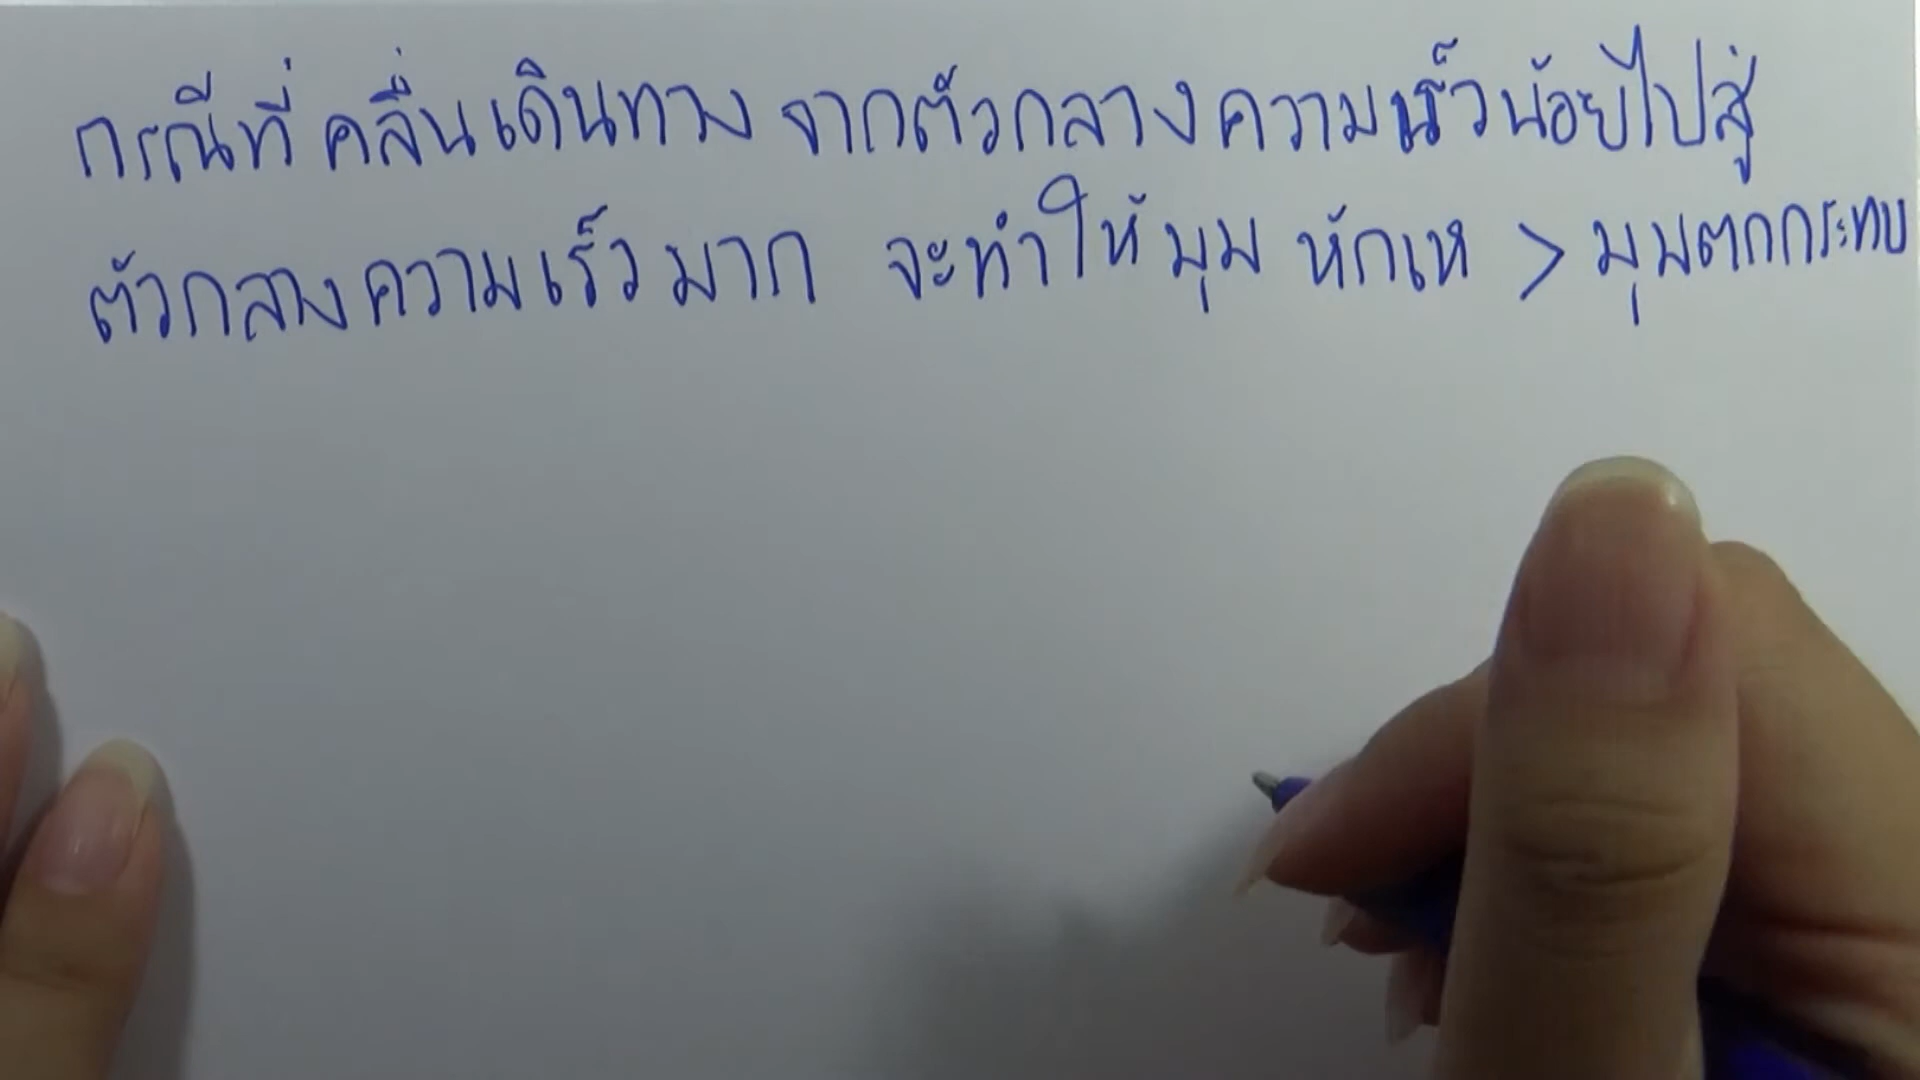 กรณีที่ คลื่นเดินทาง จากตัวกลางความเร็วน้อยไปสู่
ตัวกลางความเร็วมาก จะทำให้มุม หักเห > มุมตกกระทบ